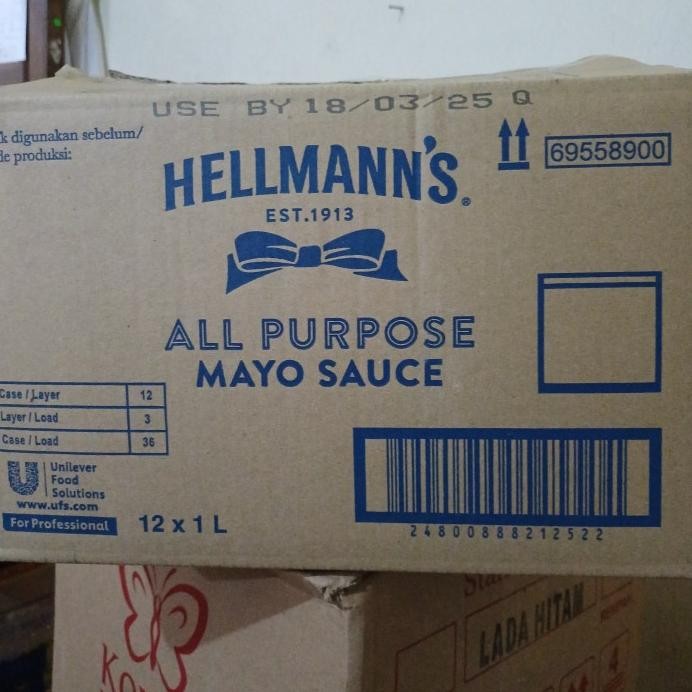 USE BY 18/03/25 Q
digunakan sebelum/
produksi:
HELLMANN'S®
EST.1913
69558900
ALL PURPOSE
MAYO SAUCE
Case / Layer 12
Layer / Load 3
Case / Load 36
Unilever
Food
Solutions
www.ufs.com
For Professional
12 x 1 L
24800888212522
LADA HITAM
4